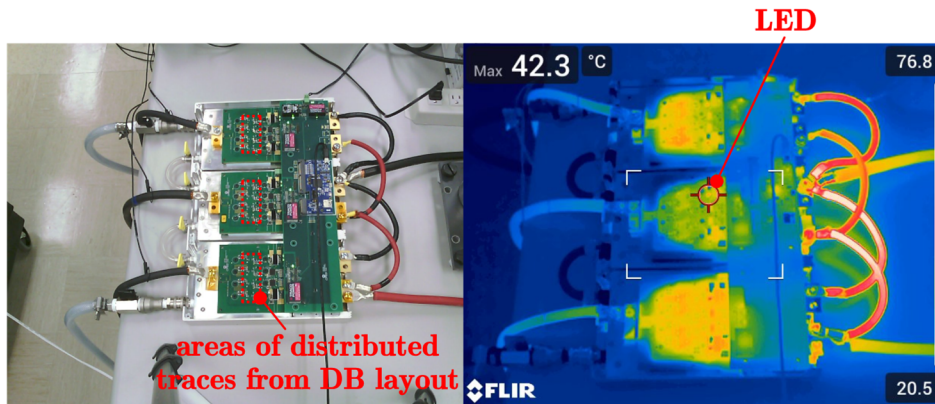 LED
Max 42.3 °C
76.8
areas of distributed
traces from DB layout
FLIR
20.5